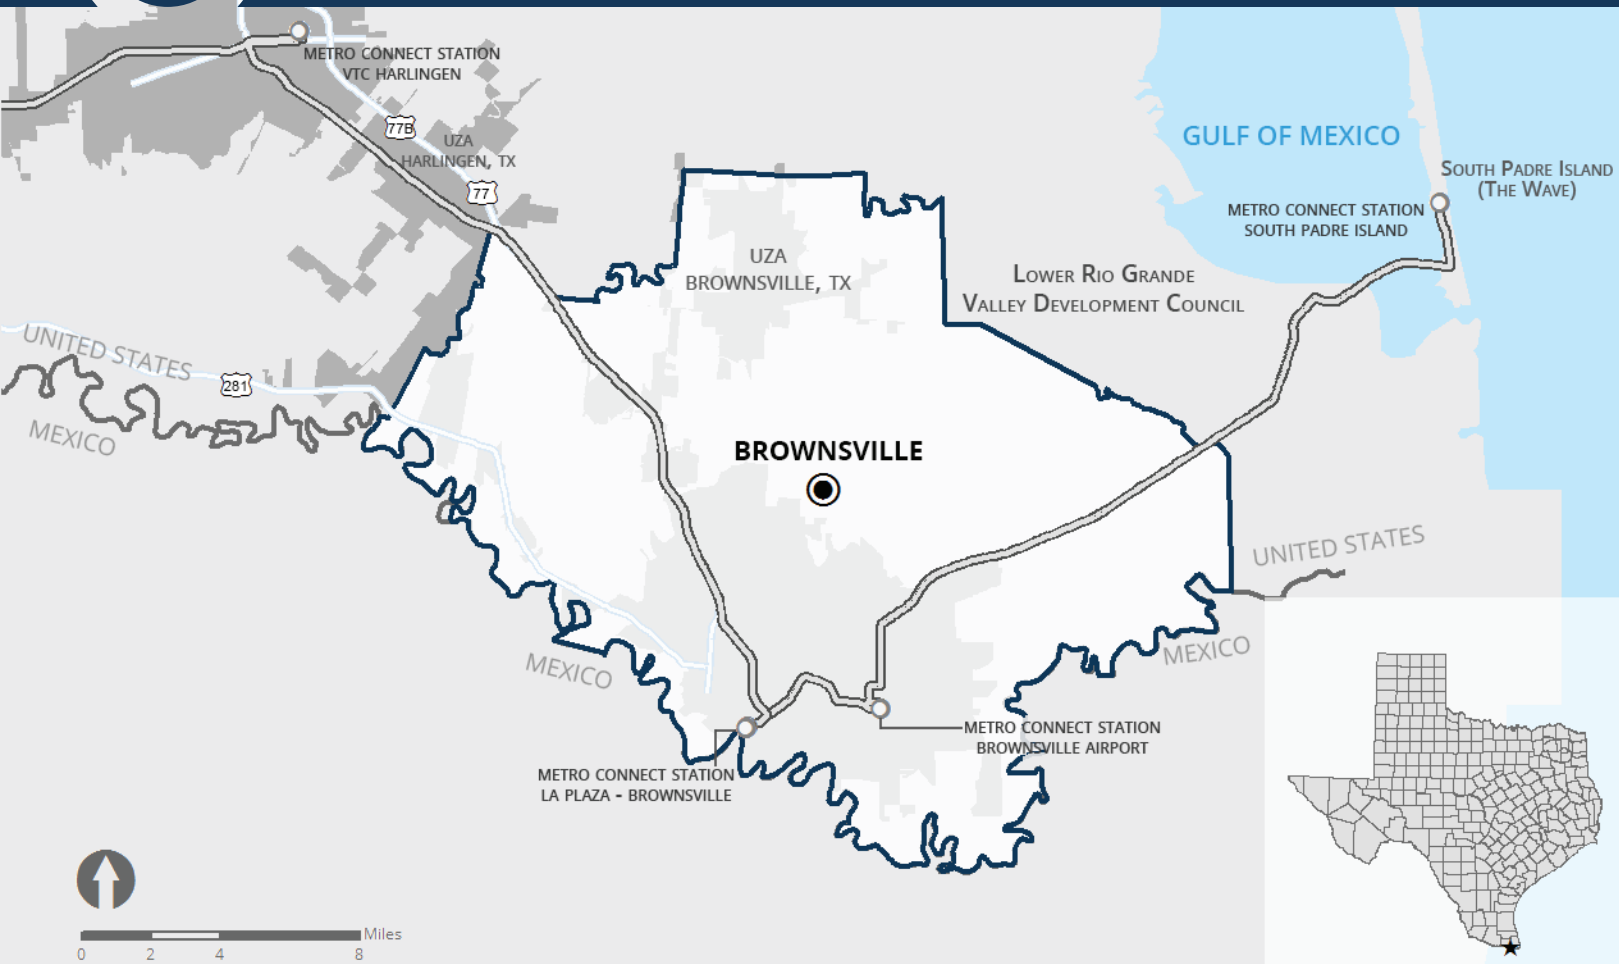 METRO CONNECT STATION
VTC HARLINGEN
77B
UZA
HARLINGEN, TX
77
GULF OF MEXICO
SOUTH PADRE ISLAND
(THE WAVE)
METRO CONNECT STATION
SOUTH PADRE ISLAND
UZA
BROWNSVILLE, TX
LOWER RIO GRANDE
VALLEY DEVELOPMENT COUNCIL
UNITED STATES
281
MEXICO
BROWNSVILLE
UNITED STATES
MEXICO
MEXICO
METRO CONNECT STATION
BROWNSVILLE AIRPORT
METRO CONNECT STATION
LA PLAZA - BROWNSVILLE
Miles
0 2 4 8